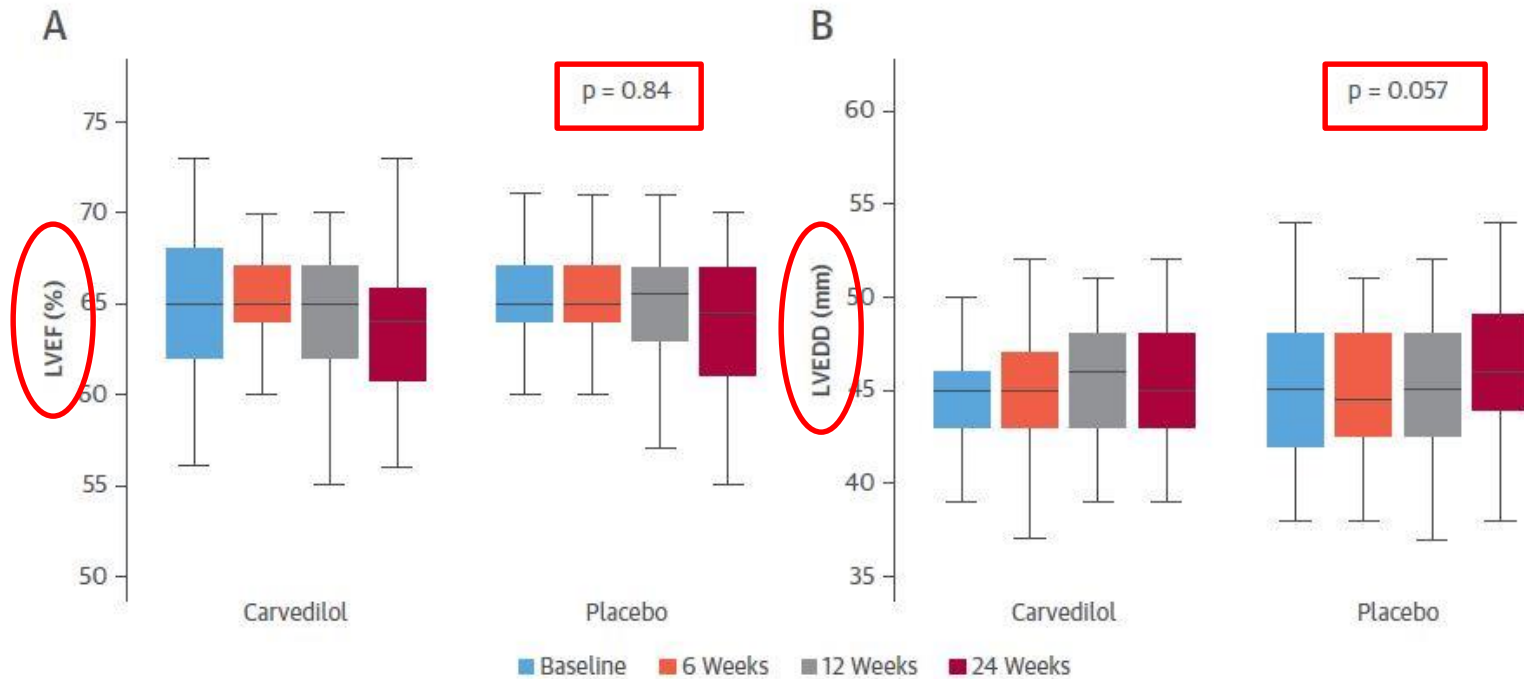 A
p = 0.84
75
70
65
60
55
50
LVEF (%)
Carvedilol
Placebo
B
p = 0.057
60
55
50
45
40
35
LVEDD (mm)
Carvedilol
Placebo
Baseline
6 Weeks
12 Weeks
24 Weeks